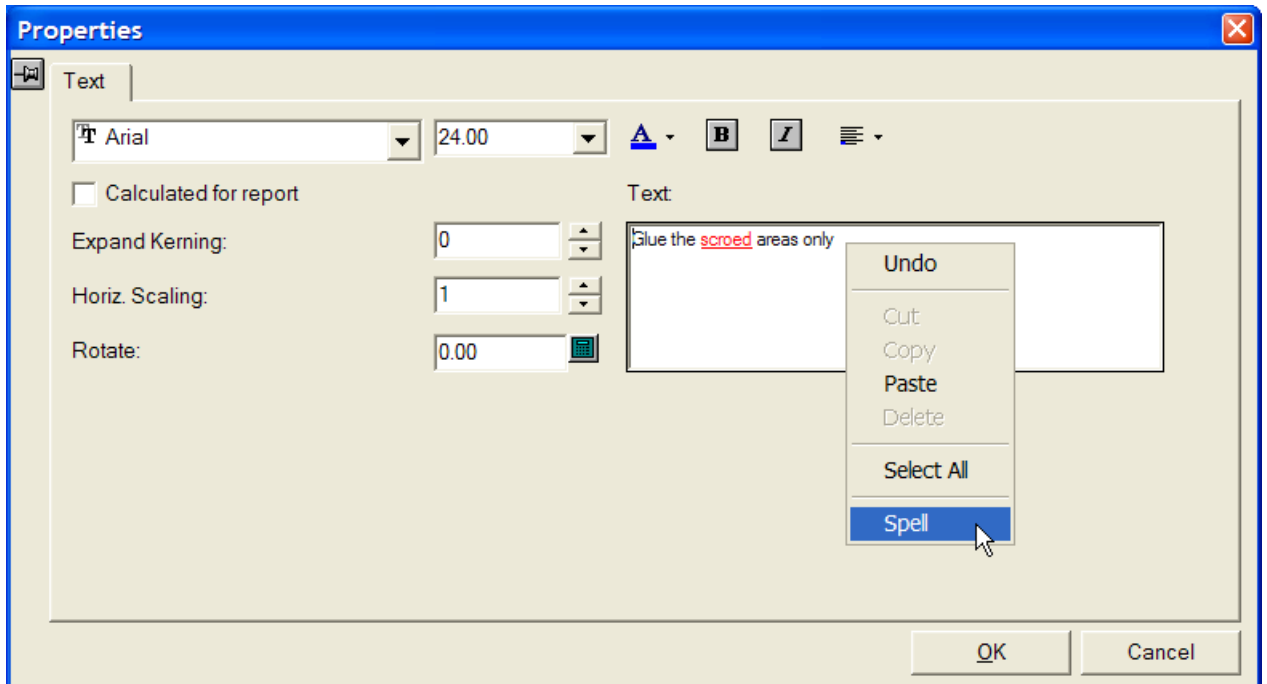 Properties
Text
Arial
24.00
A
B
I
Calculated for report
Text:
Expand Kerning:
0
Glue the scroed areas only
Horiz. Scaling:
1
Rotate:
0.00
Undo
Cut
Copy
Paste
Delete
Select All
Spell
OK
Cancel